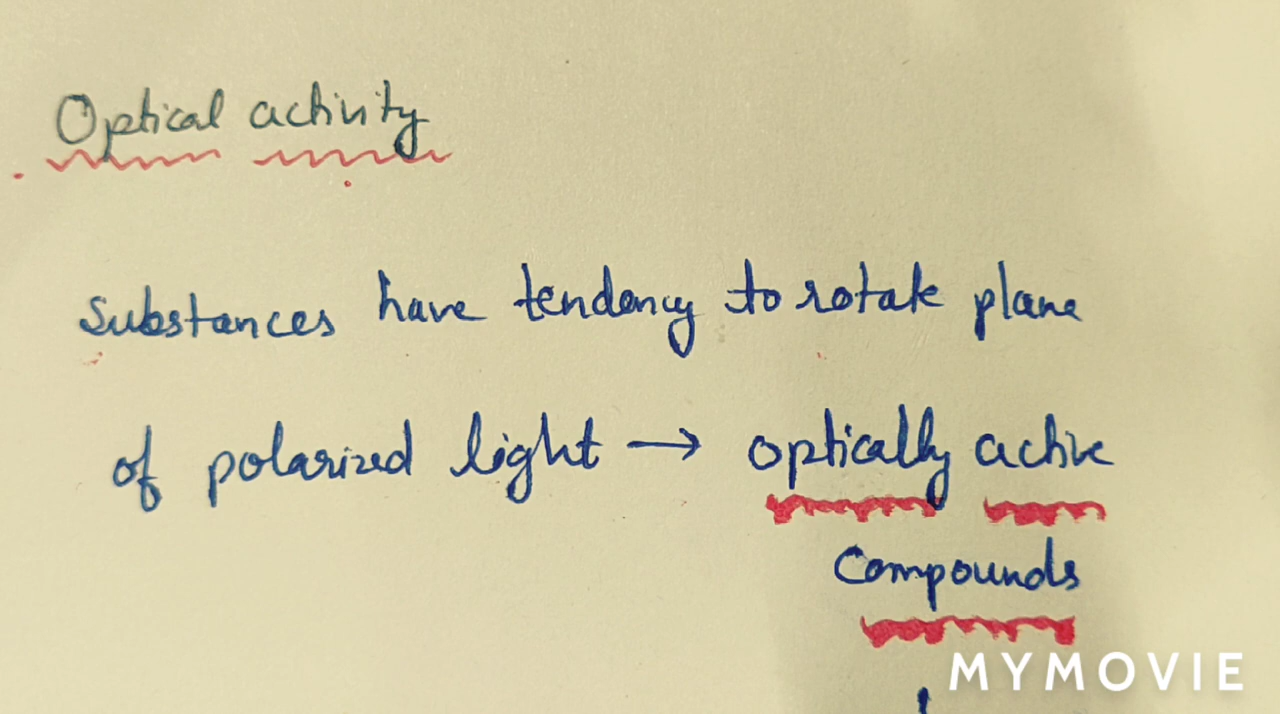 Optical activity
Substances have tendency to rotate plane
of polarized light → optically active
Compounds
MYMOVIE